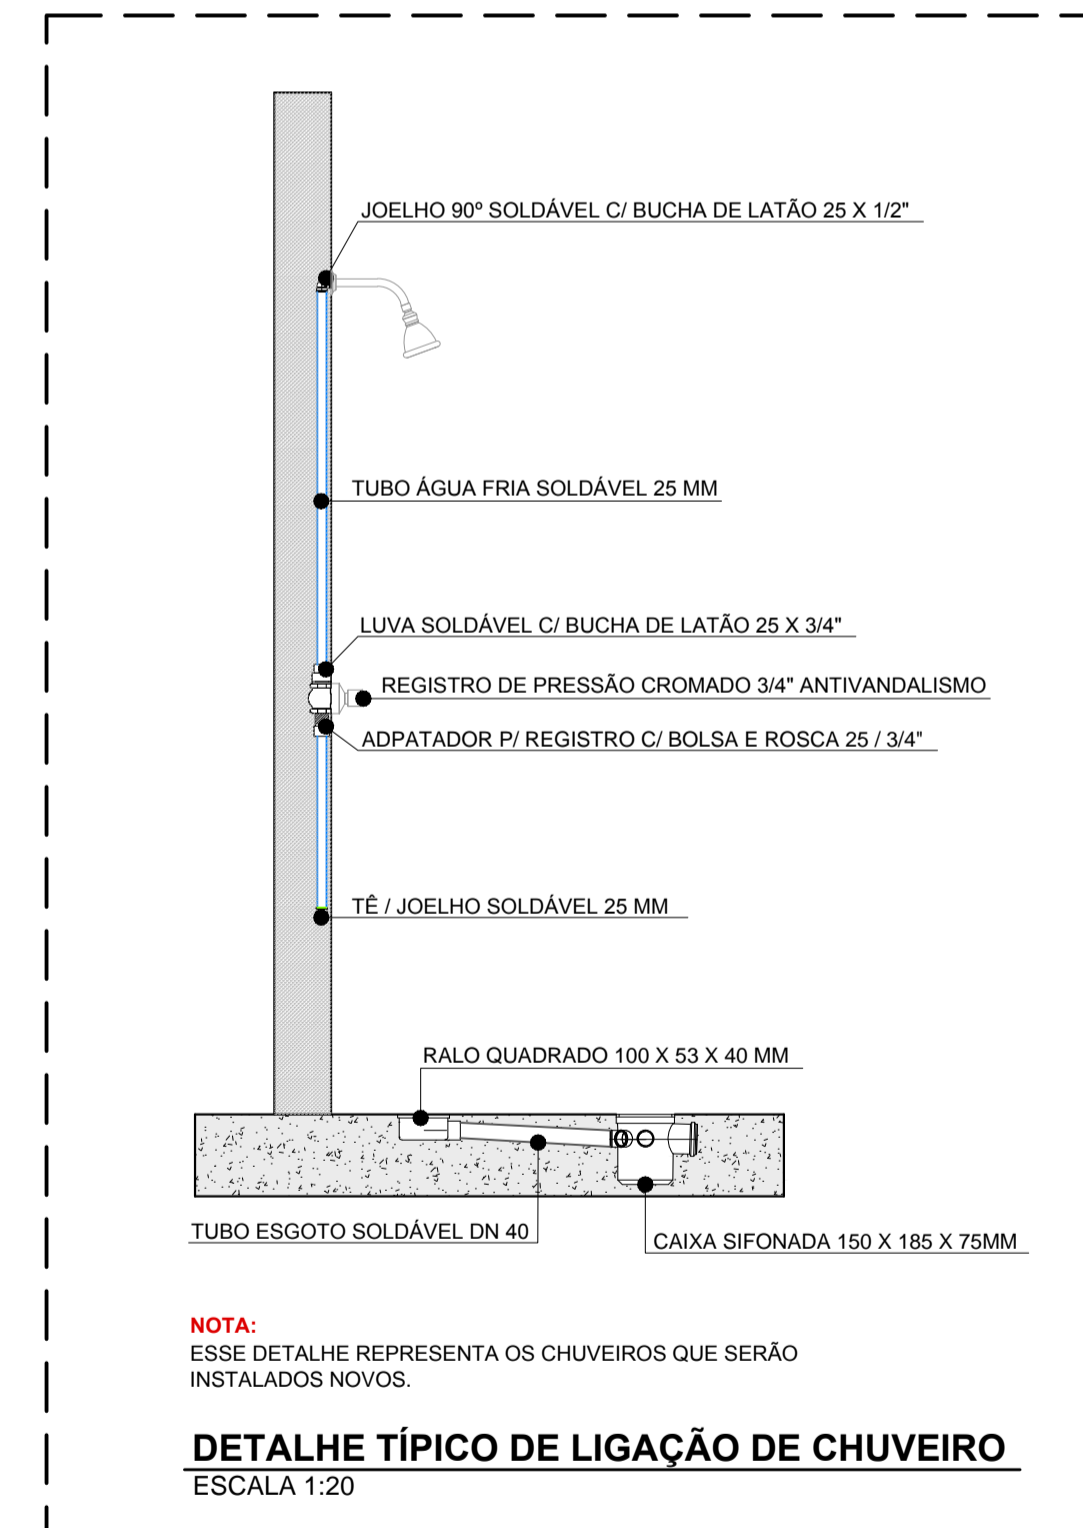 JOELHO 90º SOLDÁVEL C/ BUCHA DE LATÃO 25 X 1/2"
TUBO ÁGUA FRIA SOLDÁVEL 25 MM
LUVA SOLDÁVEL C/ BUCHA DE LATÃO 25 X 3/4"
REGISTRO DE PRESSÃO CROMADO 3/4" ANTIVANDALISMO
ADPATADOR P/ REGISTRO C/ BOLSA E ROSCA 25 / 3/4"
TÊ / JOELHO SOLDÁVEL 25 MM
RALO QUADRADO 100 X 53 X 40 MM
TUBO ESGOTO SOLDÁVEL DN 40
CAIXA SIFONADA 150 X 185 X 75MM
NOTA:
ESSE DETALHE REPRESENTA OS CHUVEIROS QUE SERÃO
INSTALADOS NOVOS.
DETALHE TÍPICO DE LIGAÇÃO DE CHUVEIRO
ESCALA 1:20